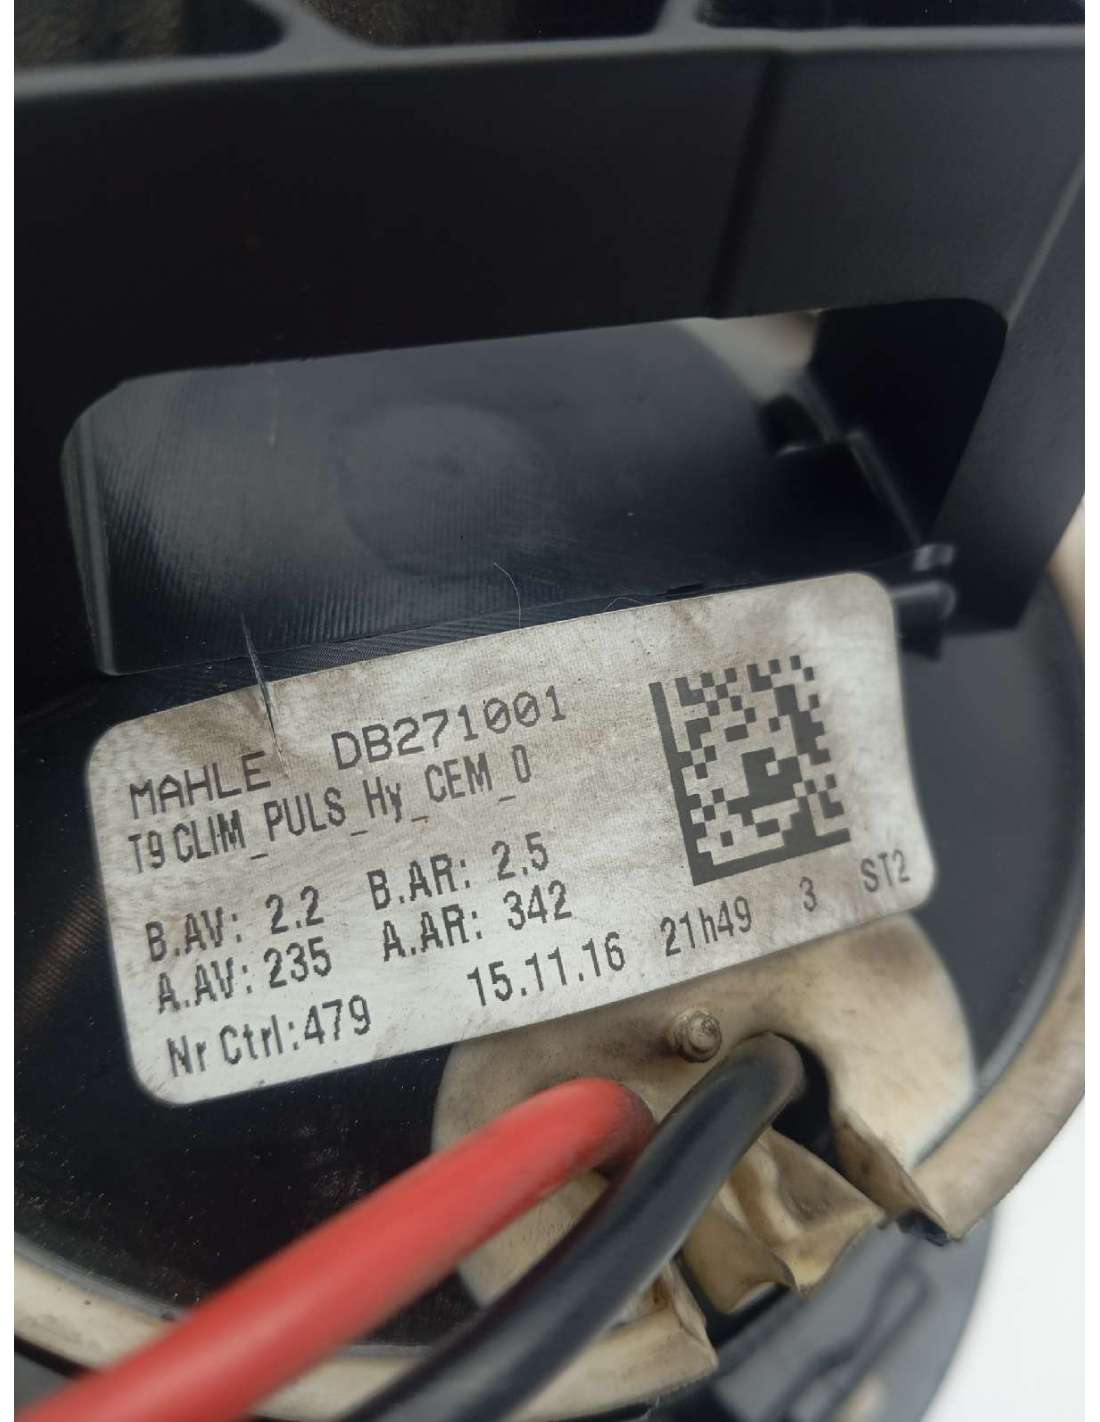 MAHLE DB271001
T9 CLIM_PULS_Hy_CEM_0
B.AV: 2.2 B.AR: 2.5
A.AV: 235 A.AR: 342
Nr Ctrl:479 15.11.16 21h49 3 ST2